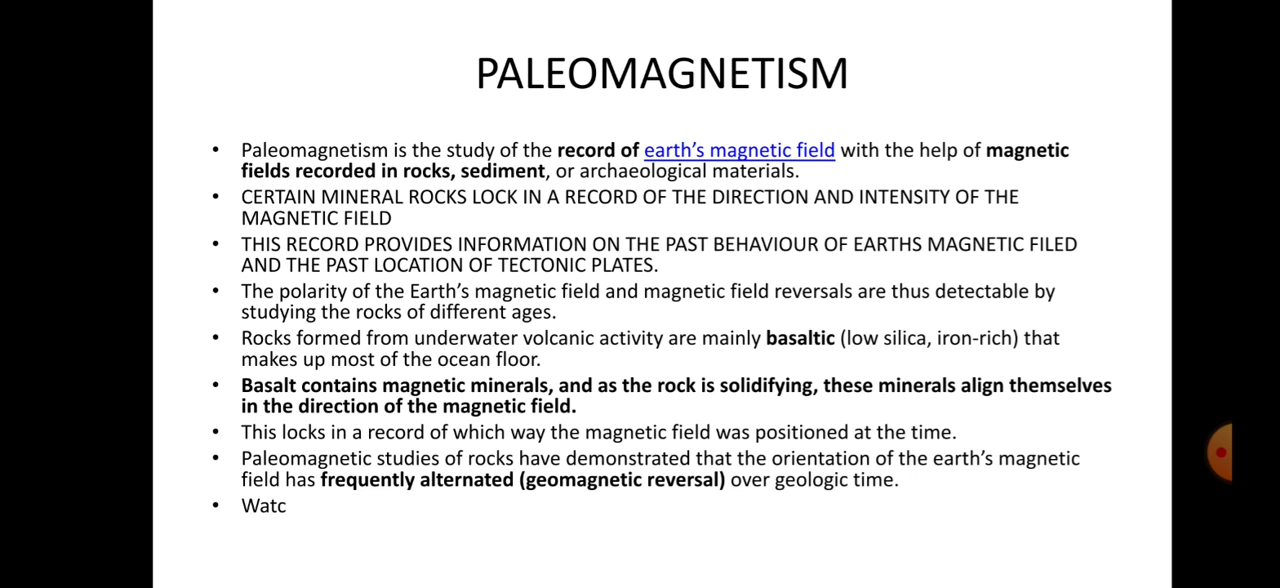 PALEOMAGNETISM
• Paleomagnetism is the study of the record of earth's magnetic field with the help of magnetic
fields recorded in rocks, sediment, or archaeological materials.
• CERTAIN MINERAL ROCKS LOCK IN A RECORD OF THE DIRECTION AND INTENSITY OF THE
MAGNETIC FIELD
• THIS RECORD PROVIDES INFORMATION ON THE PAST BEHAVIOUR OF EARTHS MAGNETIC FILED
AND THE PAST LOCATION OF TECTONIC PLATES.
• The polarity of the Earth's magnetic field and magnetic field reversals are thus detectable by
studying the rocks of different ages.
• Rocks formed from underwater volcanic activity are mainly basaltic (low silica, iron-rich) that
makes up most of the ocean floor.
• Basalt contains magnetic minerals, and as the rock is solidifying, these minerals align themselves
in the direction of the magnetic field.
• This locks in a record of which way the magnetic field was positioned at the time.
• Paleomagnetic studies of rocks have demonstrated that the orientation of the earth's magnetic
field has frequently alternated (geomagnetic reversal) over geologic time.
• Watc